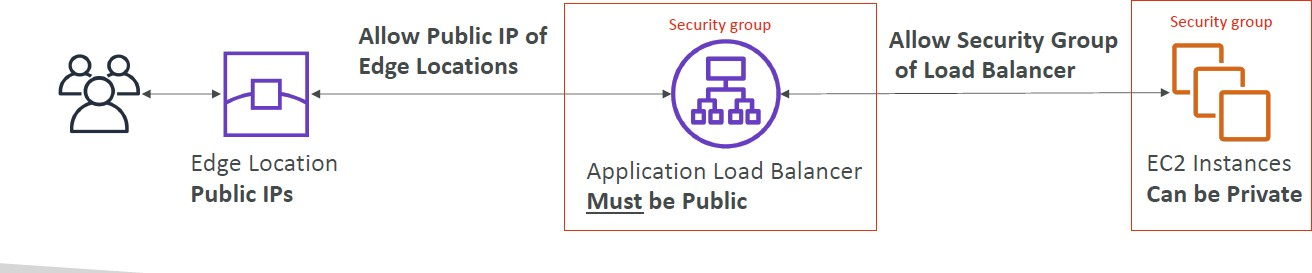 Allow Public IP of
Edge Locations
Security group
Allow Security Group
of Load Balancer
Security group
Edge Location
Public IPs
Application Load Balancer
Must be Public
EC2 Instances
Can be Private